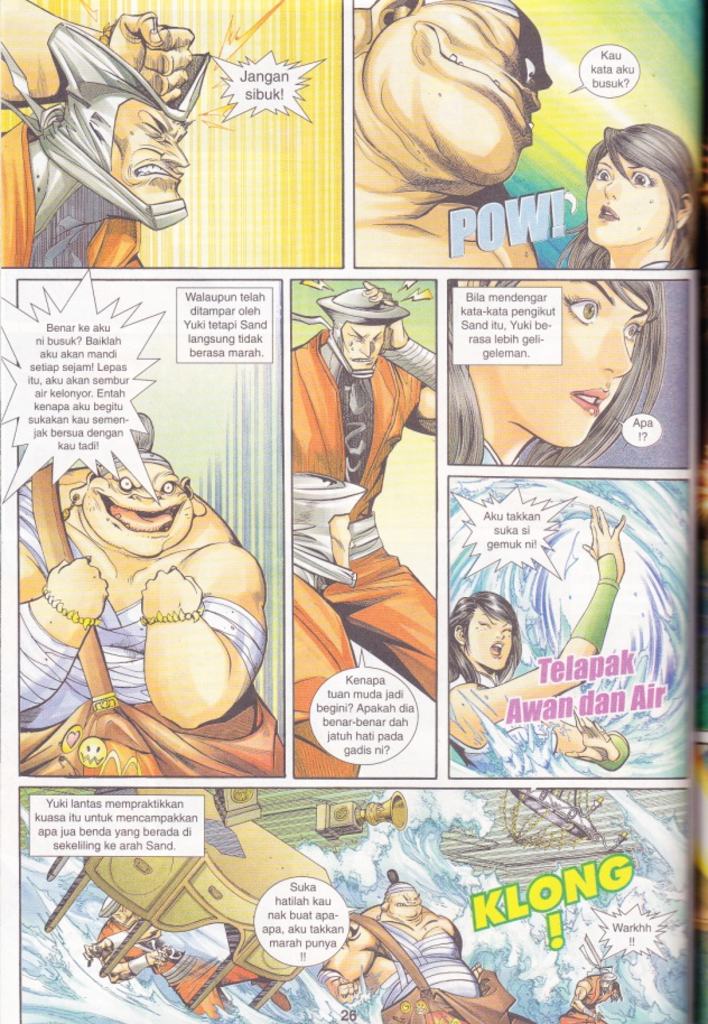 Jangan
sibuk!
Kau
kata aku
busuk?
POW!
Benar ke aku
ni busuk? Baiklah
aku akan mandi
setiap sejam! Lepas
itu, aku akan sembur
air kelonyor. Entah
kenapa aku begitu
sukakan kau semen-
jak bersua dengan
kau tadi!
Walaupun telah
ditampar oleh
Yuki tetapi Sand
langsung tidak
berasa marah.
Kenapa
tuan muda jadi
begini? Apakah dia
benar-benar dah
jatuh hati pada
gadis ni?
Bila mendengar
kata-kata pengikut
Sand itu, Yuki be-
rasa lebih geli-
geleman.
Apa
!?
Aku takkan
suka si
gemuk ni!
Telapak
Awan dan Air
Yuki lantas mempraktikkan
kuasa itu untuk mencampakkan
apa jua benda yang berada di
sekeliling ke arah Sand.
Suka
hatilah kau
nak buat apa-
apa, aku takkan
marah punya
!!
KLONG
!
Warkhh
!!
26